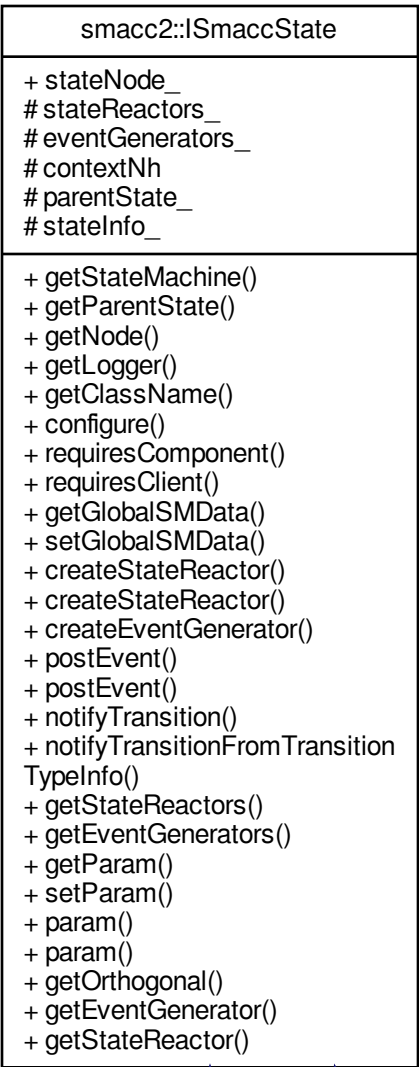 smacc2::ISmaccState
+ stateNode_
# stateReactors_
# eventGenerators_
# contextNh
# parentState_
# stateInfo_
+ getStateMachine()
+ getParentState()
+ getNode()
+ getLogger()
+ getClassName()
+ configure()
+ requiresComponent()
+ requiresClient()
+ getGlobalSMData()
+ setGlobalSMData()
+ createStateReactor()
+ createStateReactor()
+ createEventGenerator()
+ postEvent()
+ postEvent()
+ notifyTransition()
+ notifyTransitionFromTransition
TypeInfo()
+ getStateReactors()
+ getEventGenerators()
+ getParam()
+ setParam()
+ param()
+ param()
+ getOrthogonal()
+ getEventGenerator()
+ getStateReactor()